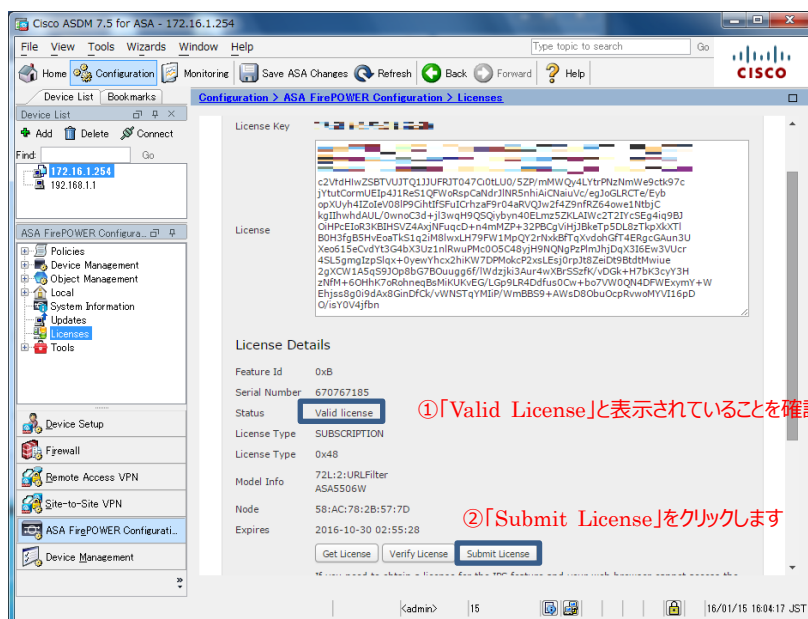 Cisco ASDM 7.5 for ASA - 172.16.1.254
File View Tools Wizards Window Help
Type topic to search Go
Home Configuration Monitoring Save ASA Changes Refresh Back Forward Help
CISCO
Device List Bookmarks
Configuration > ASA FirePOWER Configuration > Licenses
Device List
Add Delete Connect
Find: Go
172.16.1.254
192.168.1.1
ASA FirePOWER Configura...
Policies
Device Management
Object Management
Local
System Information
Updates
Licenses
Tools
Device Setup
Firewall
Remote Access VPN
Site-to-Site VPN
ASA FirePOWER Configurati...
Device Management
License Key
License
c2VtdHlwZSBTVUJTQ1JJUFRJT047Ci0tLU0/5ZP/mMWQy4LYtrPNzNmWe9ctk97c
jYtutCormUEIp4J1ReS1QFWoRspCaNdrJlNR5nhiAiCNaiuVc/egJoGLRCTe/Eyb
opXUyh4IZoIeV08lP9CihtIfSFuICrhzaF9r04aRVQJw2f4Z9nfRZ64owe1NtbjC
kgIIhwhdAUL/0wnoC3d+jl3wqH9QSQiybyn40ELmz5ZKLAIWc2T2IYcSEg4iq9BJ
OiHPcEIoR3KBIHSVZ4AxjNFuqcD+n4mMZP+32PBCgViHjJBkeTp5DL8zTkpXkXTl
B0H3fgB5HvEoaTkS1q2iM8lwxLH79FW1MpQY2rNxkBfTqXvdohGfT4ERgcGAun3U
Xeo615eCvdYt3G4bX3Uz1nlRwuPMc0O5C48yjH9NQNgPzPlmJhjDqX3I6Ew3VUcr
4SL5gmgIzpSlqx+0yewYhcx2hiKW7DPMokcP2xsLEsj0rpJt8ZeiDt9BtdtMwiue
2gXCW1A5qS9JOp8bG7BOuugg6f/lWdzjki3Aur4wXBrSSzfK/vDGk+H7bK3cyY3H
zNfM+6OHhK7oRohneqBsMiKUKvEG/LGp9LR4Ddfus0Cw+bo7VW0QN4DFWExymY+W
Ehjss8g0i9dAx8GinDfCk/vWNSTqYMIiP/WmBBS9+AWsD8ObuOcpRvwoMYVI16pD
O/isY0V4jfbn
License Details
Feature Id 0xB
Serial Number 670767185
Status Valid license
①「Valid License」と表示されていることを確認
License Type SUBSCRIPTION
License Type 0x48
Model Info 72L:2:URLFilter
ASA5506W
Node 58:AC:78:2B:57:7D
②「Submit License」をクリックします
Expires 2016-10-30 02:55:28
Get License Verify License Submit License
<admin> 15 16/01/15 16:04:17 JST